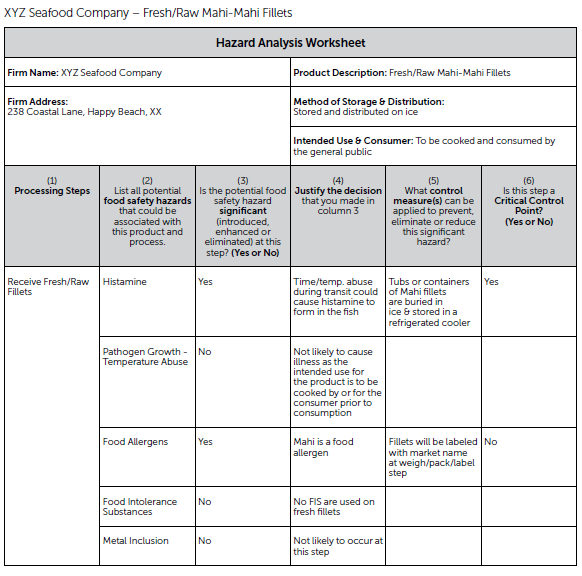 XYZ Seafood Company – Fresh/Raw Mahi-Mahi Fillets
Hazard Analysis Worksheet
Firm Name: XYZ Seafood Company
Product Description: Fresh/Raw Mahi-Mahi Fillets
Firm Address:
238 Coastal Lane, Happy Beach, XX
Method of Storage & Distribution:
Stored and distributed on ice
Intended Use & Consumer: To be cooked and consumed by
the general public
(1)
Processing Steps
(2)
List all potential
food safety hazards
that could be
associated with
this product and
process.
(3)
Is the potential food
safety hazard
significant
(introduced,
enhanced or
eliminated) at this
step? (Yes or No)
(4)
Justify the decision
that you made in
column 3
(5)
What control
measure(s) can be
applied to prevent,
eliminate or reduce
this significant
hazard?
(6)
Is this step a
Critical Control
Point?
(Yes or No)
Receive Fresh/Raw
Fillets
Histamine
Yes
Time/temp. abuse
during transit could
cause histamine to
form in the fish
Tubs or containers
of Mahi fillets
are buried in
ice & stored in a
refrigerated cooler
Yes
Pathogen Growth -
Temperature Abuse
No
Not likely to cause
illness as the
intended use for
the product is to be
cooked by or for the
consumer prior to
consumption
Food Allergens
Yes
Mahi is a food
allergen
Fillets will be labeled
with market name
at weigh/pack/label
step
No
Food Intolerance
Substances
No
No FIS are used on
fresh fillets
Metal Inclusion
No
Not likely to occur at
this step